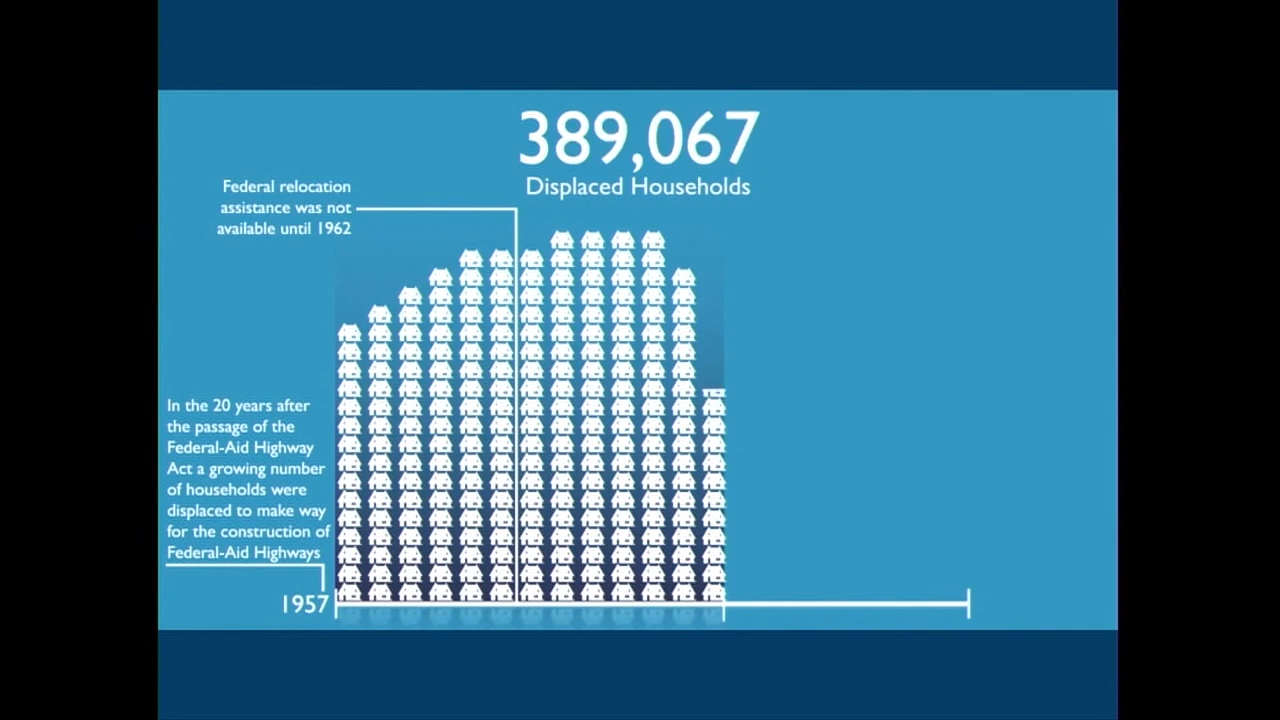 389,067
Displaced Households
Federal relocation
assistance was not
available until 1962
In the 20 years after
the passage of the
Federal-Aid Highway
Act a growing number
of households were
displaced to make way
for the construction of
Federal-Aid Highways
1957